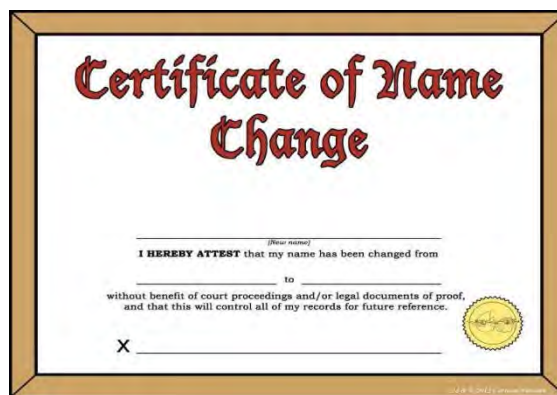 Certificate of Name
Change
(New name)
I HEREBY ATTEST that my name has been changed from
to
without benefit of court proceedings and/or legal documents of proof,
and that this will control all of my records for future reference.
X